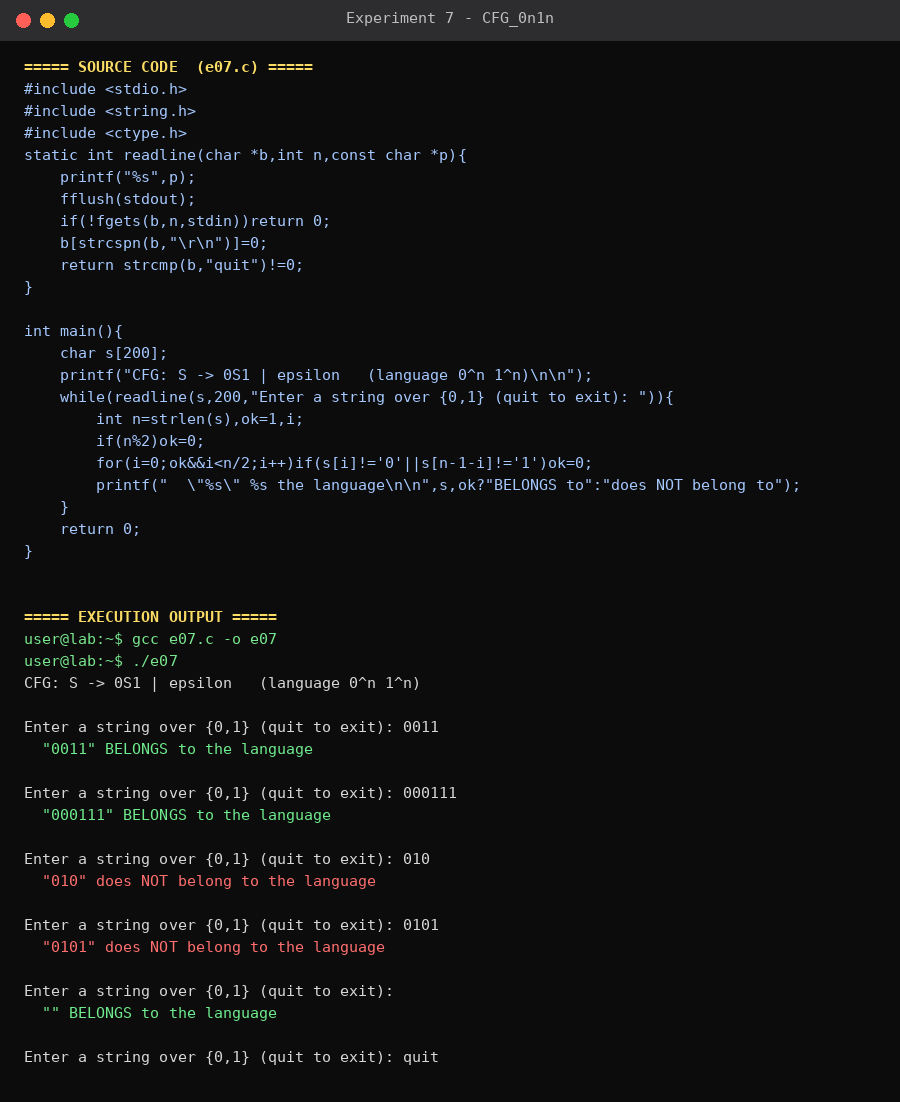 Experiment 7 - CFG_0n1n
===== SOURCE CODE  (e07.c) =====
#include <stdio.h>
#include <string.h>
#include <ctype.h>
static int readline(char *b,int n,const char *p){
    printf("%s",p);
    fflush(stdout);
    if(!fgets(b,n,stdin))return 0;
    b[strcspn(b,"\r\n")]=0;
    return strcmp(b,"quit")!=0;
}
int main(){
    char s[200];
    printf("CFG: S -> 0S1 | epsilon   (language 0^n 1^n)\n\n");
    while(readline(s,200,"Enter a string over {0,1} (quit to exit): ")){
        int n=strlen(s),ok=1,i;
        if(n%2)ok=0;
        for(i=0;ok&&i<n/2;i++)if(s[i]!='0'||s[n-1-i]!='1')ok=0;
        printf("  \"%s\" %s the language\n\n",s,ok?"BELONGS to":"does NOT belong to");
    }
    return 0;
}
===== EXECUTION OUTPUT =====
user@lab:~$ gcc e07.c -o e07
user@lab:~$ ./e07
CFG: S -> 0S1 | epsilon   (language 0^n 1^n)
Enter a string over {0,1} (quit to exit): 0011
  "0011" BELONGS to the language
Enter a string over {0,1} (quit to exit): 000111
  "000111" BELONGS to the language
Enter a string over {0,1} (quit to exit): 010
  "010" does NOT belong to the language
Enter a string over {0,1} (quit to exit): 0101
  "0101" does NOT belong to the language
Enter a string over {0,1} (quit to exit):
  "" BELONGS to the language
Enter a string over {0,1} (quit to exit): quit